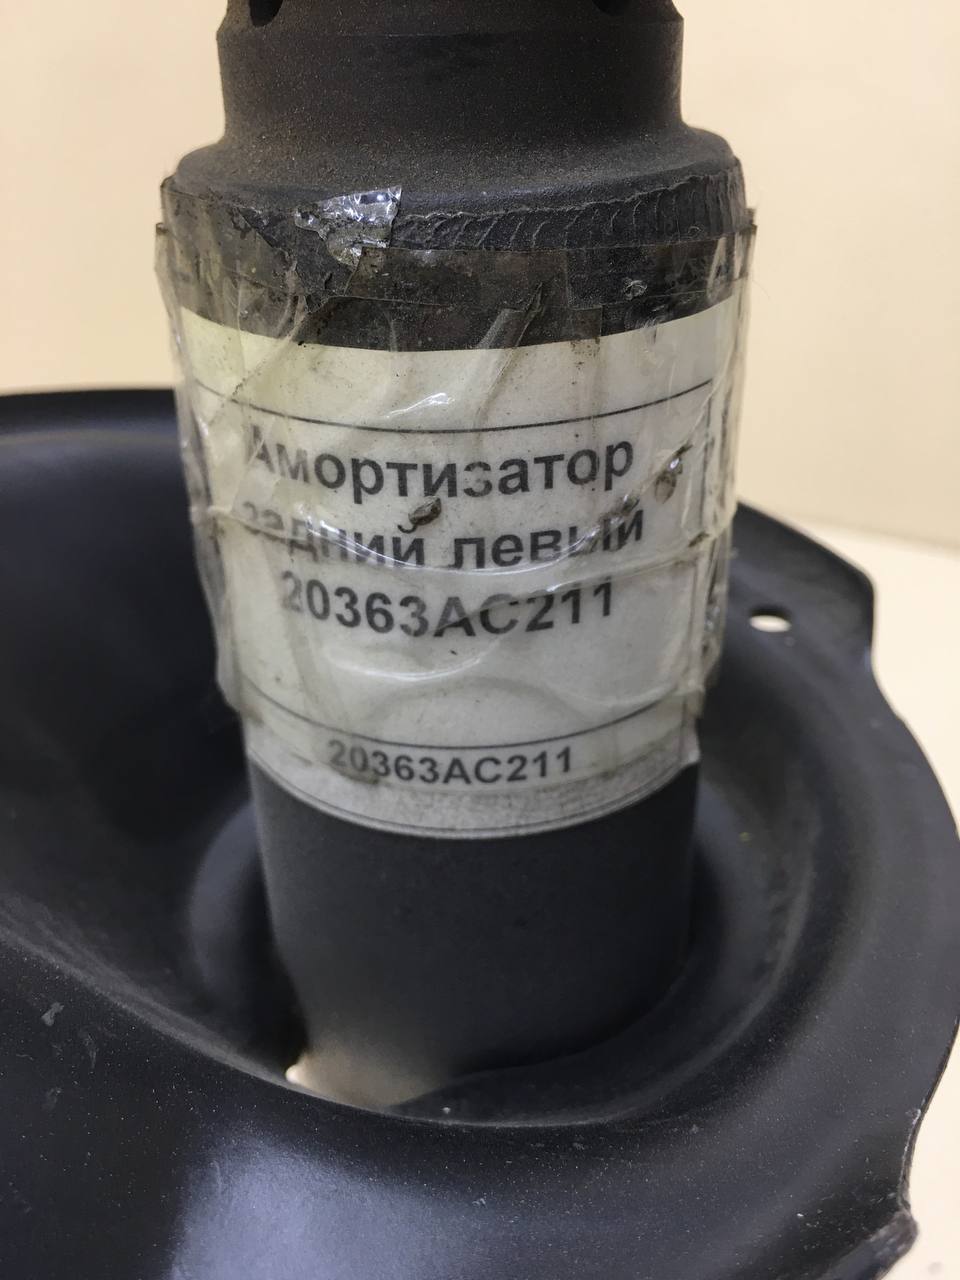 Амортизатор
задний левый
20363AC211
20363AC211